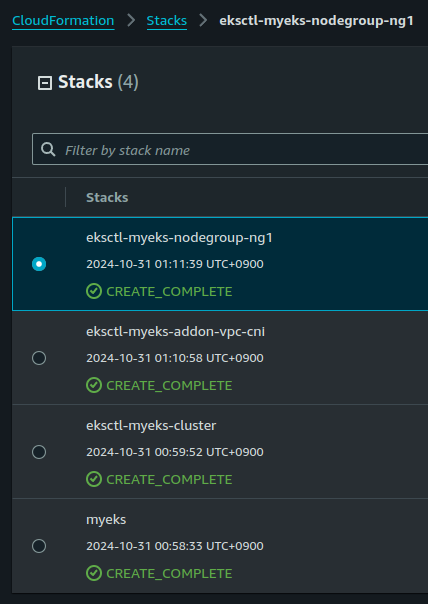 CloudFormation > Stacks > eksctl-myeks-nodegroup-ng1
Stacks (4)
Filter by stack name
Stacks
eksctl-myeks-nodegroup-ng1
2024-10-31 01:11:39 UTC+0900
CREATE_COMPLETE
eksctl-myeks-addon-vpc-cni
2024-10-31 01:10:58 UTC+0900
CREATE_COMPLETE
eksctl-myeks-cluster
2024-10-31 00:59:52 UTC+0900
CREATE_COMPLETE
myeks
2024-10-31 00:58:33 UTC+0900
CREATE_COMPLETE